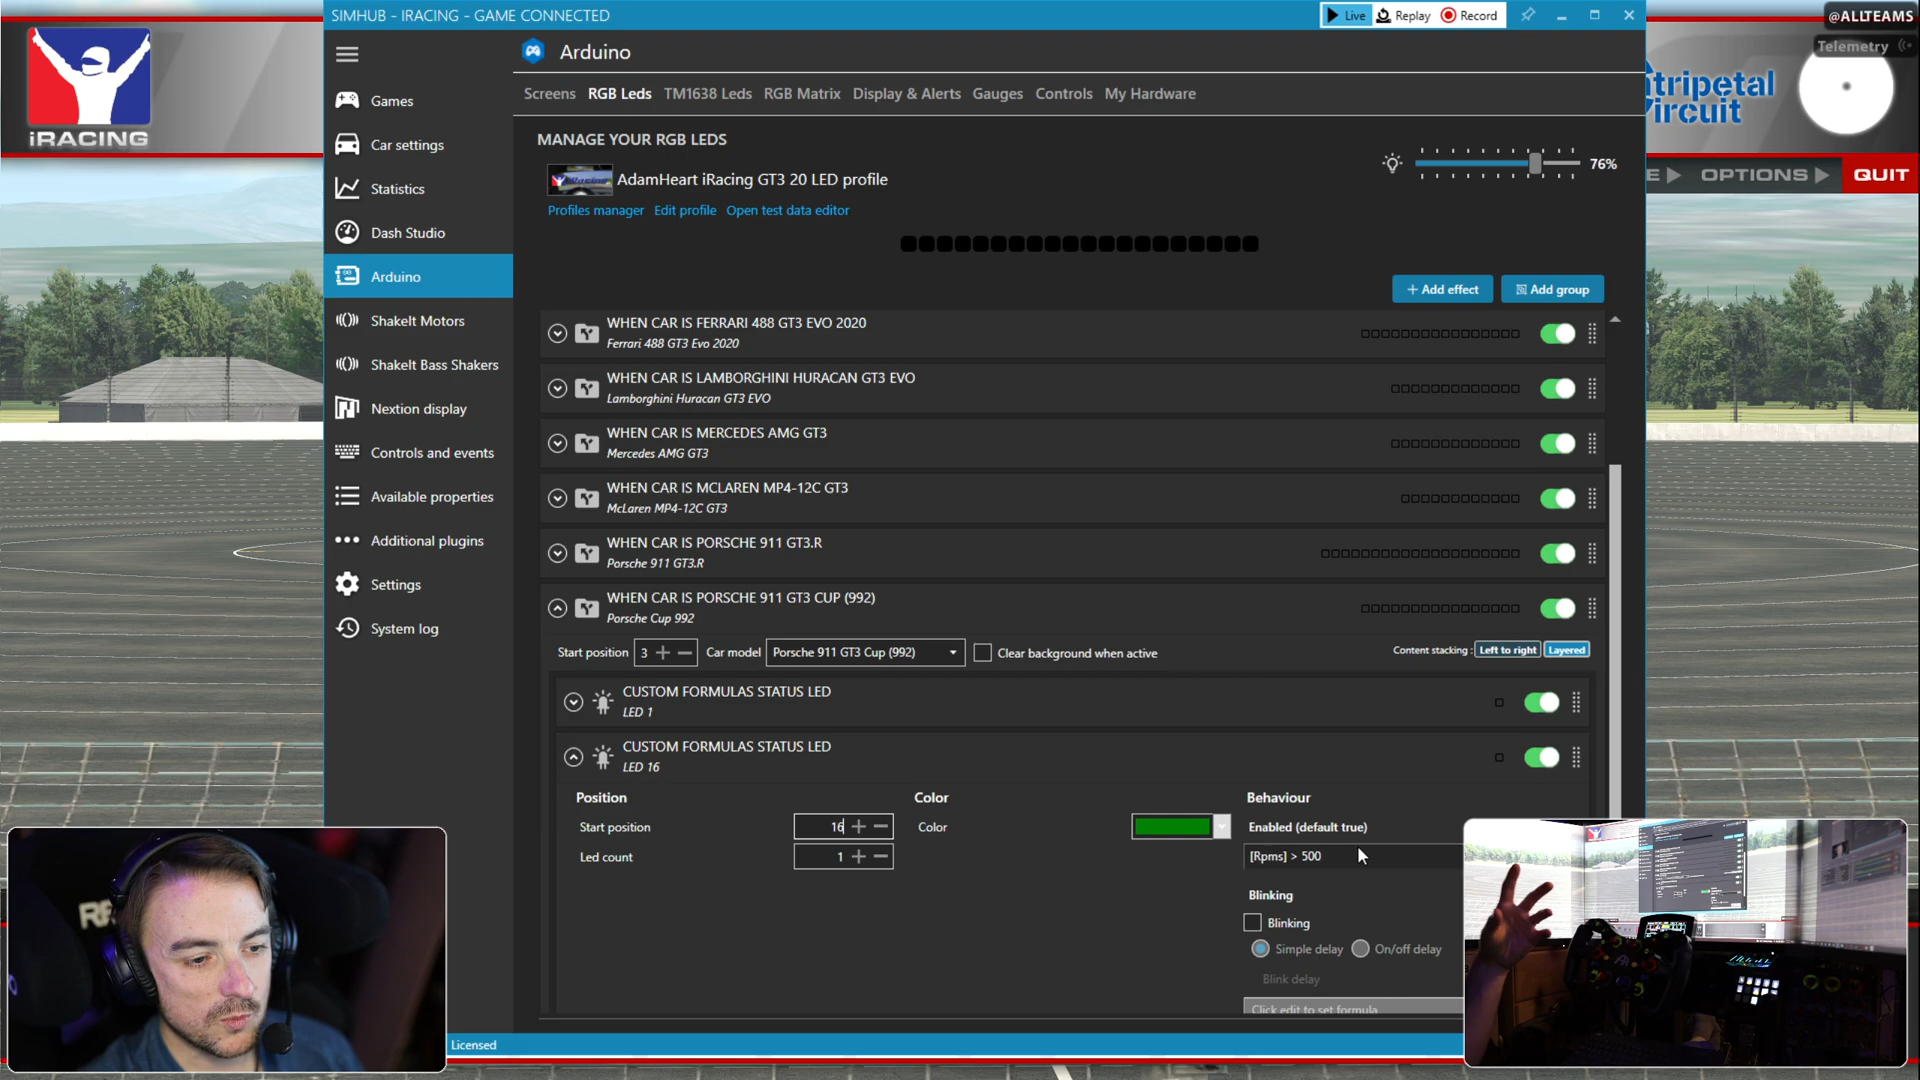 SIMHUB - IRACING - GAME CONNECTED
Live
Replay
Record
@ALLTEAMS
Telemetry
iRACING
tripetal
ircuit
E
OPTIONS
QUIT
Arduino
Screens
RGB Leds
TM1638 Leds
RGB Matrix
Display & Alerts
Gauges
Controls
My Hardware
Games
Car settings
Statistics
Dash Studio
Arduino
ShakeIt Motors
ShakeIt Bass Shakers
Nextion display
Controls and events
Available properties
Additional plugins
Settings
System log
MANAGE YOUR RGB LEDS
76%
AdamHeart iRacing GT3 20 LED profile
Profiles manager
Edit profile
Open test data editor
Add effect
Add group
WHEN CAR IS FERRARI 488 GT3 EVO 2020
Ferrari 488 GT3 Evo 2020
WHEN CAR IS LAMBORGHINI HURACAN GT3 EVO
Lamborghini Huracan GT3 EVO
WHEN CAR IS MERCEDES AMG GT3
Mercedes AMG GT3
WHEN CAR IS MCLAREN MP4-12C GT3
McLaren MP4-12C GT3
WHEN CAR IS PORSCHE 911 GT3.R
Porsche 911 GT3.R
WHEN CAR IS PORSCHE 911 GT3 CUP (992)
Porsche Cup 992
Start position 3
Car model Porsche 911 GT3 Cup (992)
Clear background when active
Content stacking : Left to right Layered
CUSTOM FORMULAS STATUS LED
LED 1
CUSTOM FORMULAS STATUS LED
LED 16
Position
Color
Behaviour
Start position 16
Color
Enabled (default true)
Led count 1
[Rpms] > 500
Blinking
Blinking
Simple delay
On/off delay
Blink delay
Click edit to set formula
Licensed